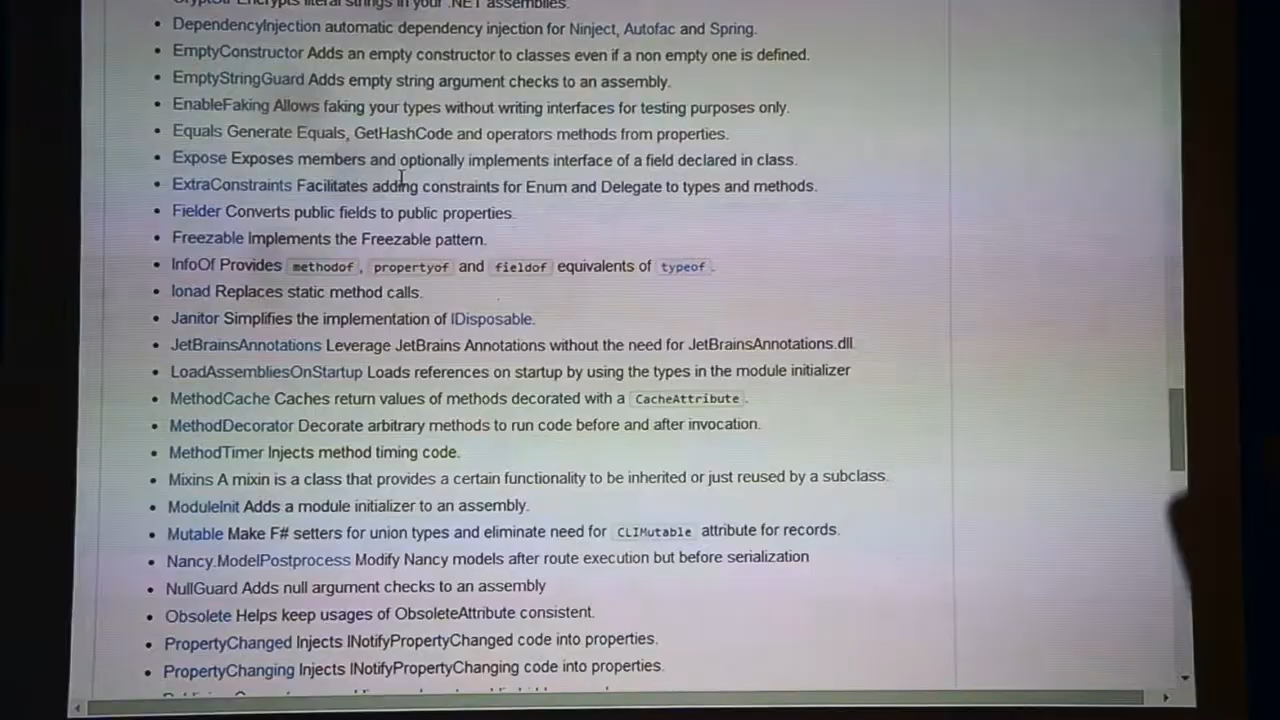 Encrypts literal strings in your .NET assemblies.
DependencyInjection automatic dependency injection for Ninject, Autofac and Spring.
EmptyConstructor Adds an empty constructor to classes even if a non empty one is defined.
EmptyStringGuard Adds empty string argument checks to an assembly.
EnableFaking Allows faking your types without writing interfaces for testing purposes only.
Equals Generate Equals, GetHashCode and operators methods from properties.
Expose Exposes members and optionally implements interface of a field declared in class.
ExtraConstraints Facilitates adding constraints for Enum and Delegate to types and methods.
Fielder Converts public fields to public properties.
Freezable Implements the Freezable pattern.
InfoOf Provides methodof, propertyof and fieldof equivalents of typeof.
Ionad Replaces static method calls.
Janitor Simplifies the implementation of IDisposable.
JetBrainsAnnotations Leverage JetBrains Annotations without the need for JetBrainsAnnotations.dll.
LoadAssembliesOnStartup Loads references on startup by using the types in the module initializer
MethodCache Caches return values of methods decorated with a CacheAttribute.
MethodDecorator Decorate arbitrary methods to run code before and after invocation.
MethodTimer Injects method timing code.
Mixins A mixin is a class that provides a certain functionality to be inherited or just reused by a subclass.
ModuleInit Adds a module initializer to an assembly.
Mutable Make F# setters for union types and eliminate need for CLIMutable attribute for records.
Nancy.ModelPostprocess Modify Nancy models after route execution but before serialization
NullGuard Adds null argument checks to an assembly
Obsolete Helps keep usages of ObsoleteAttribute consistent.
PropertyChanged Injects INotifyPropertyChanged code into properties.
PropertyChanging Injects INotifyPropertyChanging code into properties.